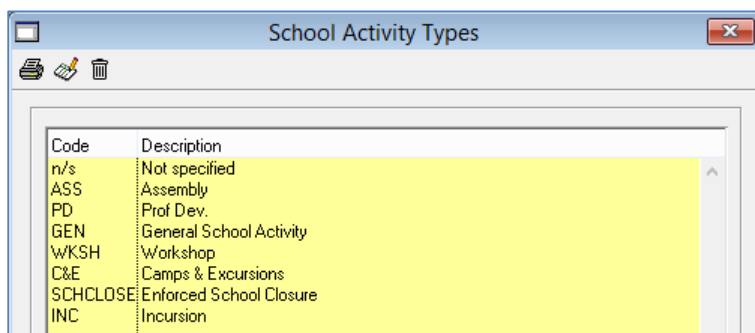 School Activity Types
Code Description
n/s Not specified
ASS Assembly
PD Prof Dev.
GEN General School Activity
WKSH Workshop
C&E Camps & Excursions
SCHCLOSE Enforced School Closure
INC Incursion